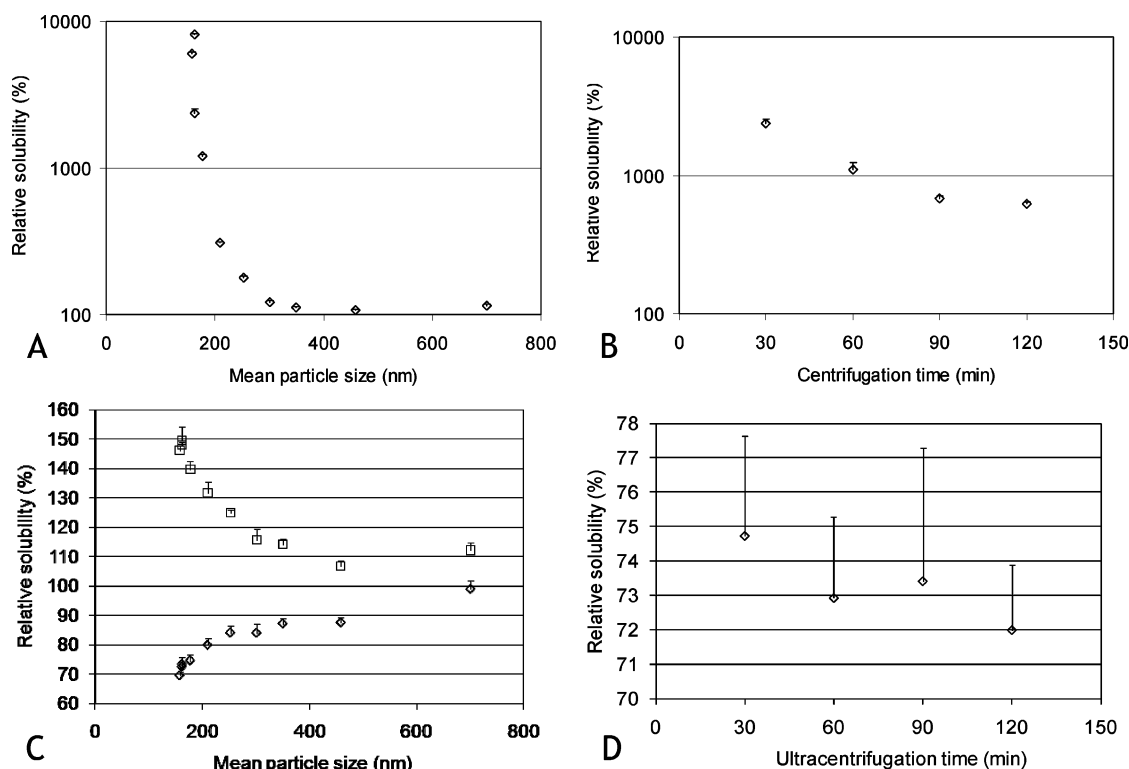 10000
1000
100
Relative solubility (%)
0 200 400 600 800
Mean particle size (nm)
A
10000
1000
100
Relative solubility (%)
0 30 60 90 120 150
Centrifugation time (min)
B
160
150
140
130
120
110
100
90
80
70
60
Relative solubility (%)
0 200 400 600 800
Mean particle size (nm)
C
78
77
76
75
74
73
72
71
70
Relative solubility (%)
0 30 60 90 120 150
Ultracentrifugation time (min)
D